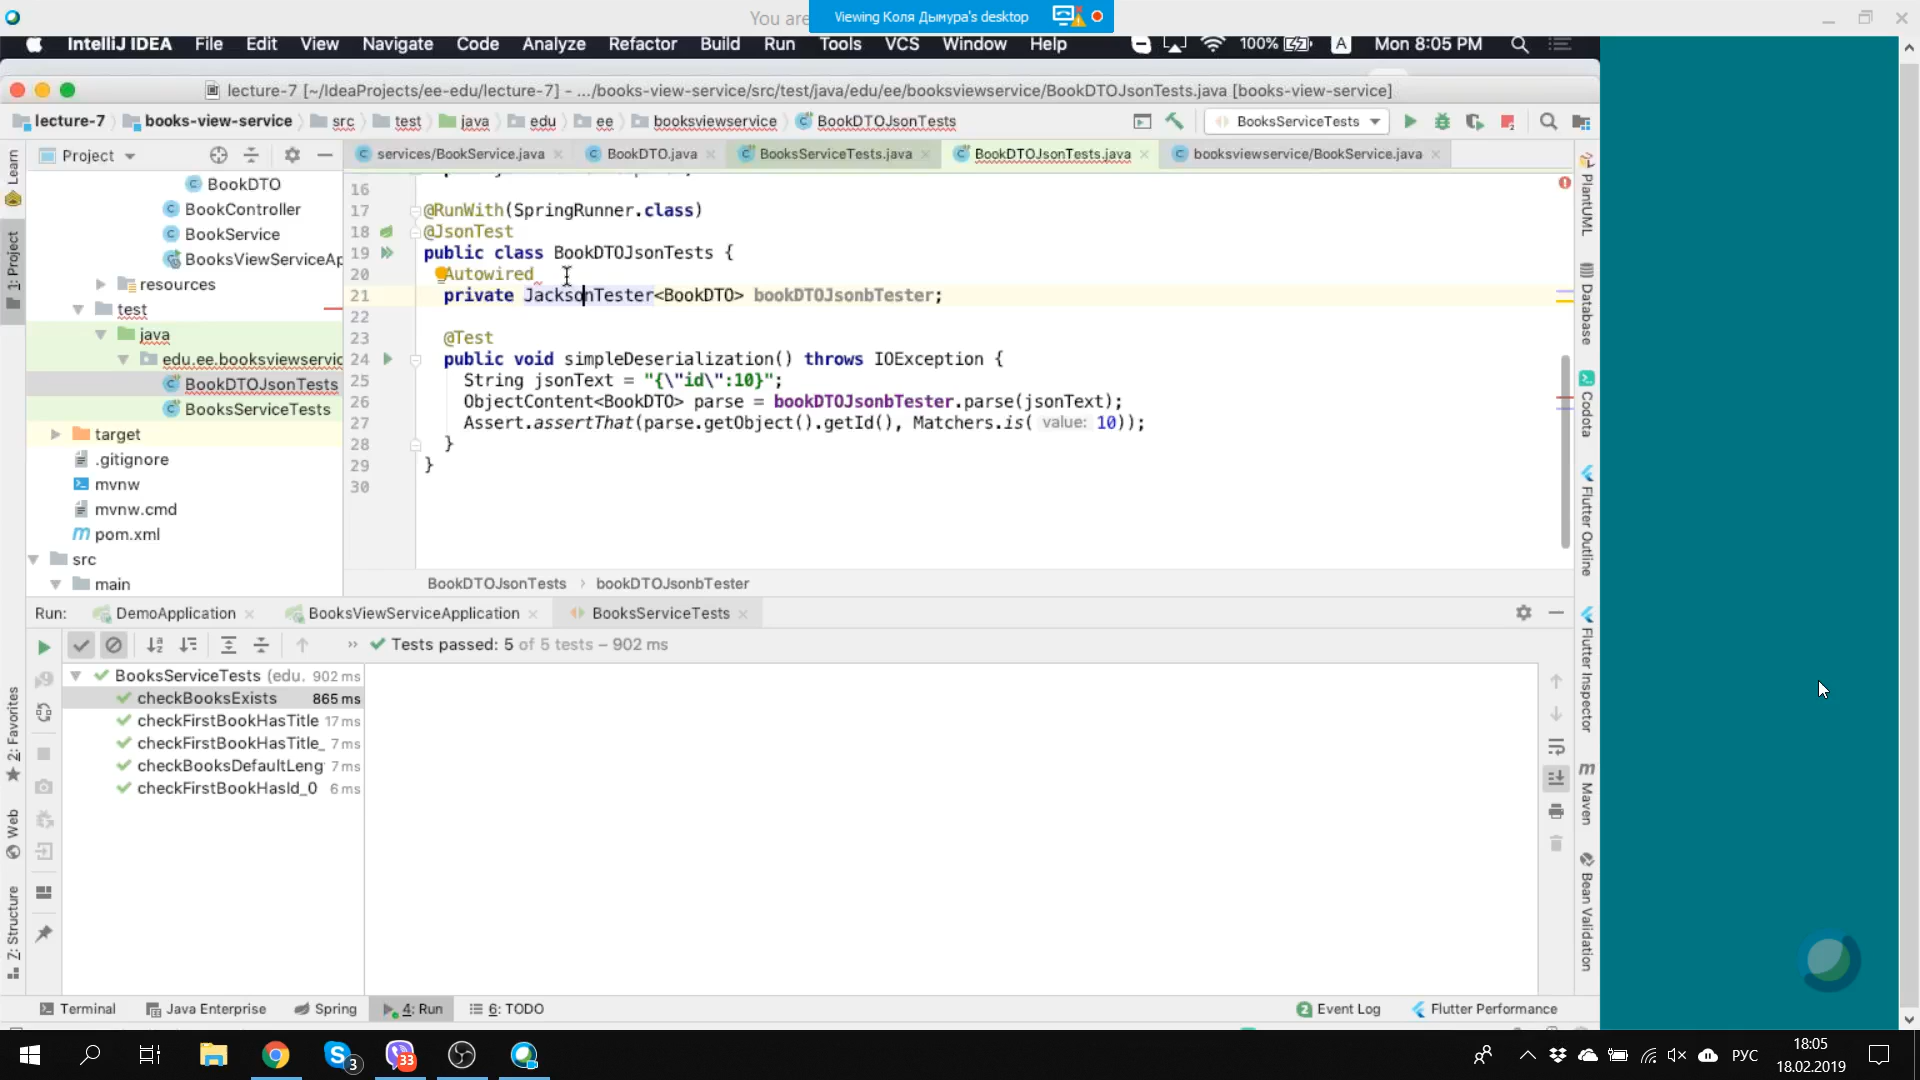 You are
Viewing Коля Дымура's desktop
IntelliJ IDEA File Edit View Navigate Code Analyze Refactor Build Run Tools VCS Window Help 100% A Mon 8:05 PM
lecture-7 [~/IdeaProjects/ee-edu/lecture-7] - .../books-view-service/src/test/java/edu/ee/booksviewservice/BookDTOJsonTests.java [books-view-service]
lecture-7 books-view-service src test java edu ee booksviewservice BookDTOJsonTests BooksServiceTests
Project
services/BookService.java BookDTO.java BooksServiceTests.java BookDTOJsonTests.java booksviewservice/BookService.java
Learn
1: Project
BookDTO
BookController
BookService
BooksViewServiceAp
resources
test
java
edu.ee.booksviewservic
BookDTOJsonTests
BooksServiceTests
target
.gitignore
mvnw
mvnw.cmd
pom.xml
src
main
16
17 @RunWith(SpringRunner.class)
18 @JsonTest
19 public class BookDTOJsonTests {
20 Autowired
21 private JacksonTester<BookDTO> bookDTOJsonbTester;
22
23 @Test
24 public void simpleDeserialization() throws IOException {
25 String jsonText = "{\"id\":10}";
26 ObjectContent<BookDTO> parse = bookDTOJsonbTester.parse(jsonText);
27 Assert.assertThat(parse.getObject().getId(), Matchers.is( value: 10));
28 }
29 }
30
BookDTOJsonTests › bookDTOJsonbTester
PlantUML
Database
Codota
Flutter Outline
Flutter Inspector
Maven
Bean Validation
Run: DemoApplication BooksViewServiceApplication BooksServiceTests
Tests passed: 5 of 5 tests – 902 ms
BooksServiceTests (edu. 902 ms
checkBooksExists 865 ms
checkFirstBookHasTitle 17 ms
checkFirstBookHasTitle_ 7 ms
checkBooksDefaultLeng 7 ms
checkFirstBookHasId_0 6 ms
2: Favorites
Web
Z: Structure
Terminal Java Enterprise Spring 4: Run 6: TODO 2 Event Log Flutter Performance
3
33
РУС
18:05
18.02.2019